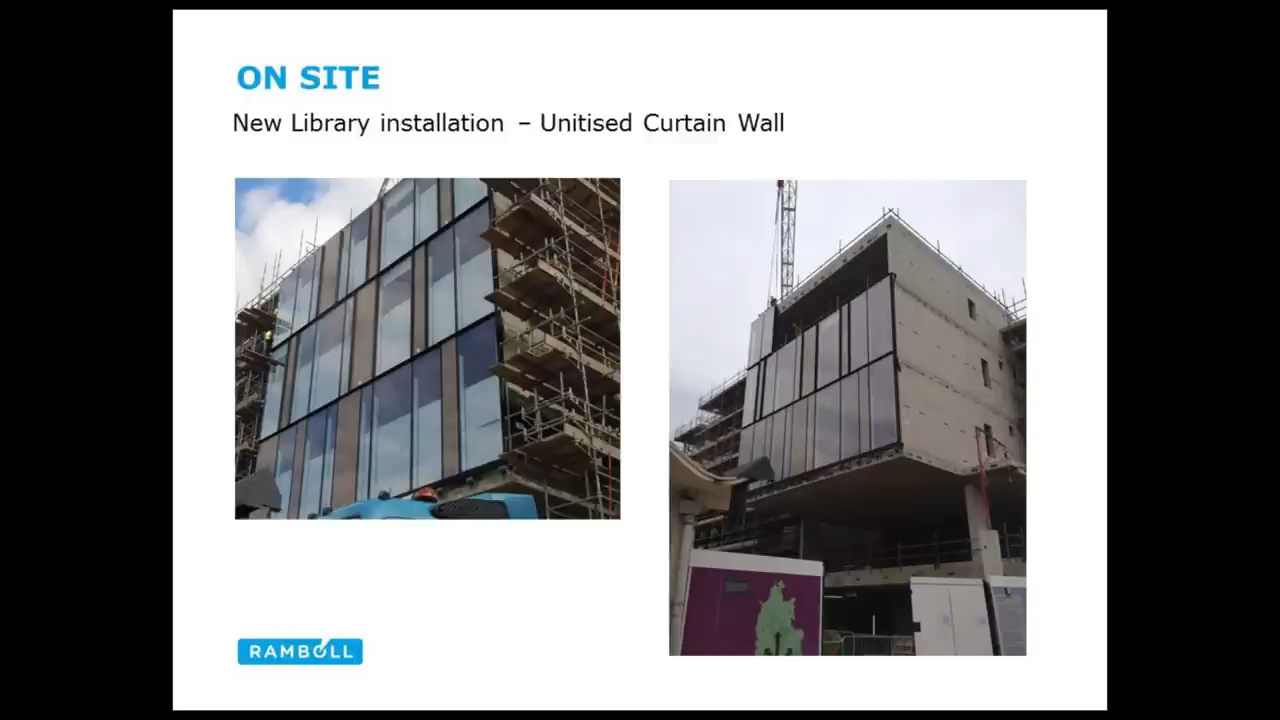 ON SITE
New Library installation – Unitised Curtain Wall
RAMBOLL